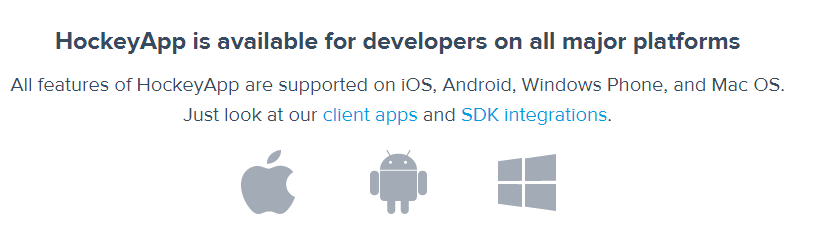 HockeyApp is available for developers on all major platforms
All features of HockeyApp are supported on iOS, Android, Windows Phone, and Mac OS.
Just look at our client apps and SDK integrations.